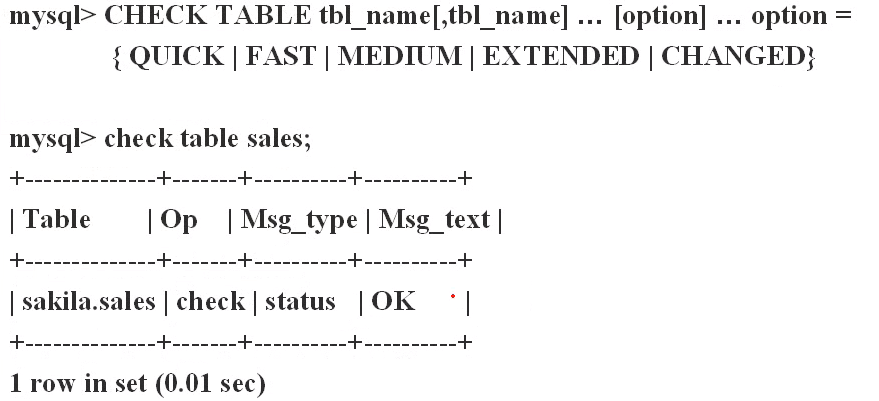 mysql> CHECK TABLE tbl_name[,tbl_name] … [option] … option =
{ QUICK | FAST | MEDIUM | EXTENDED | CHANGED}
mysql> check table sales;
+--------------+-------+----------+----------+
| Table | Op | Msg_type | Msg_text |
+--------------+-------+----------+----------+
| sakila.sales | check | status | OK |
+--------------+-------+----------+----------+
1 row in set (0.01 sec)